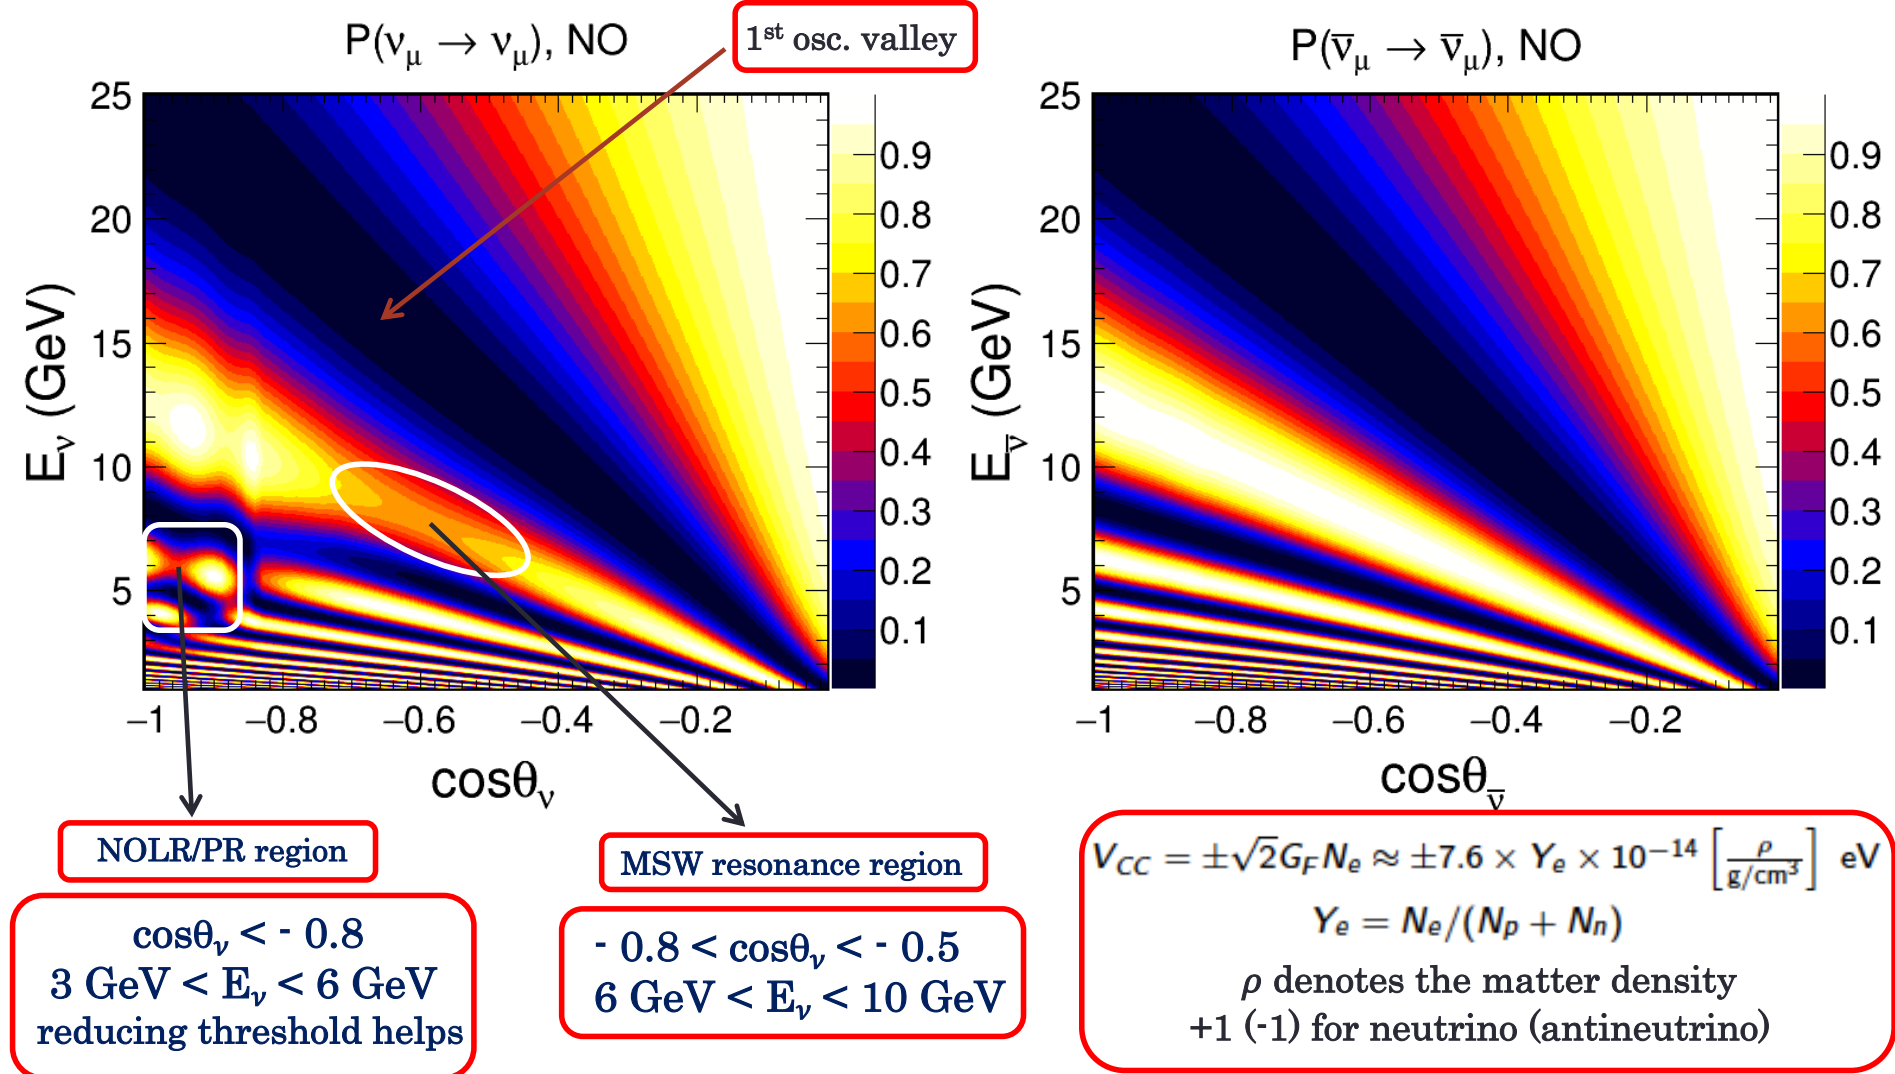 P(νμ → νμ), NO
1st osc. valley
P(ν̅μ → ν̅μ), NO
25
20
15
10
5
Eν (GeV)
−1
−0.8
−0.6
−0.4
−0.2
cosθν
0.9
0.8
0.7
0.6
0.5
0.4
0.3
0.2
0.1
25
20
15
10
5
Eν̅ (GeV)
−1
−0.8
−0.6
−0.4
−0.2
cosθν̅
0.9
0.8
0.7
0.6
0.5
0.4
0.3
0.2
0.1
NOLR/PR region
cosθν < - 0.8
3 GeV < Eν < 6 GeV
reducing threshold helps
MSW resonance region
- 0.8 < cosθν < - 0.5
6 GeV < Eν < 10 GeV
VCC = ±√2GFNe ≈ ±7.6 × Ye × 10−14 [ρ / g/cm3] eV
Ye = Ne/(Np + Nn)
ρ denotes the matter density
+1 (-1) for neutrino (antineutrino)